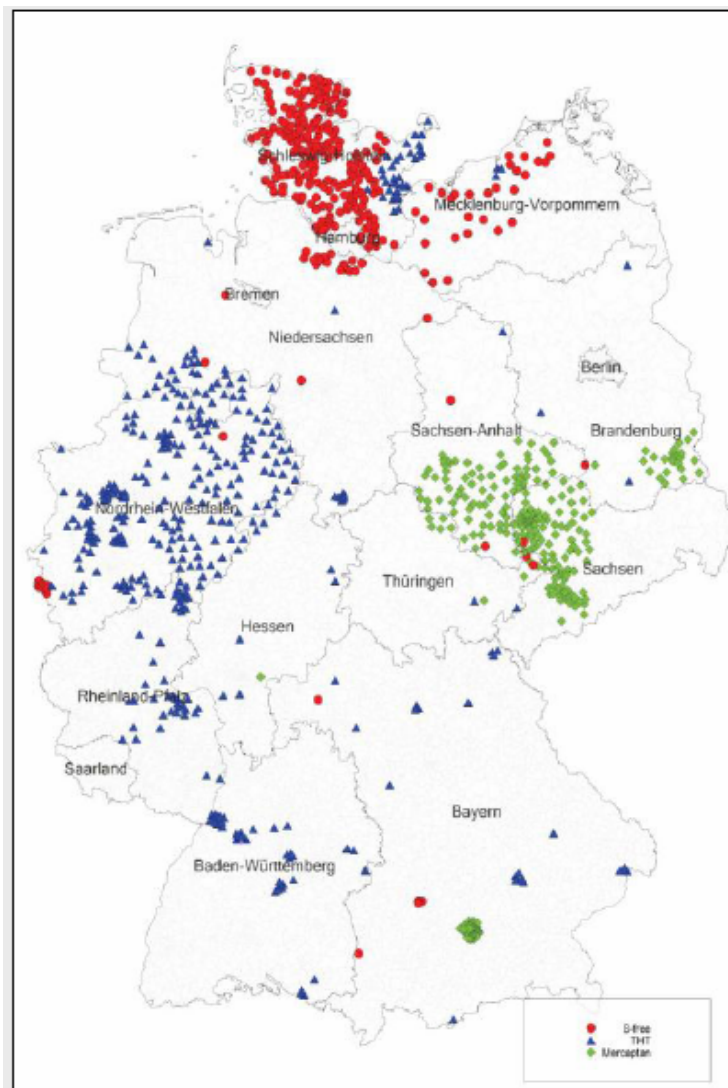 Schleswig-Holstein
Mecklenburg-Vorpommern
Hamburg
Bremen
Niedersachsen
Berlin
Sachsen-Anhalt
Brandenburg
Nordrhein-Westfalen
Thüringen
Sachsen
Hessen
Rheinland-Pfalz
Saarland
Bayern
Baden-Württemberg
S-free
THT
Mercaptan